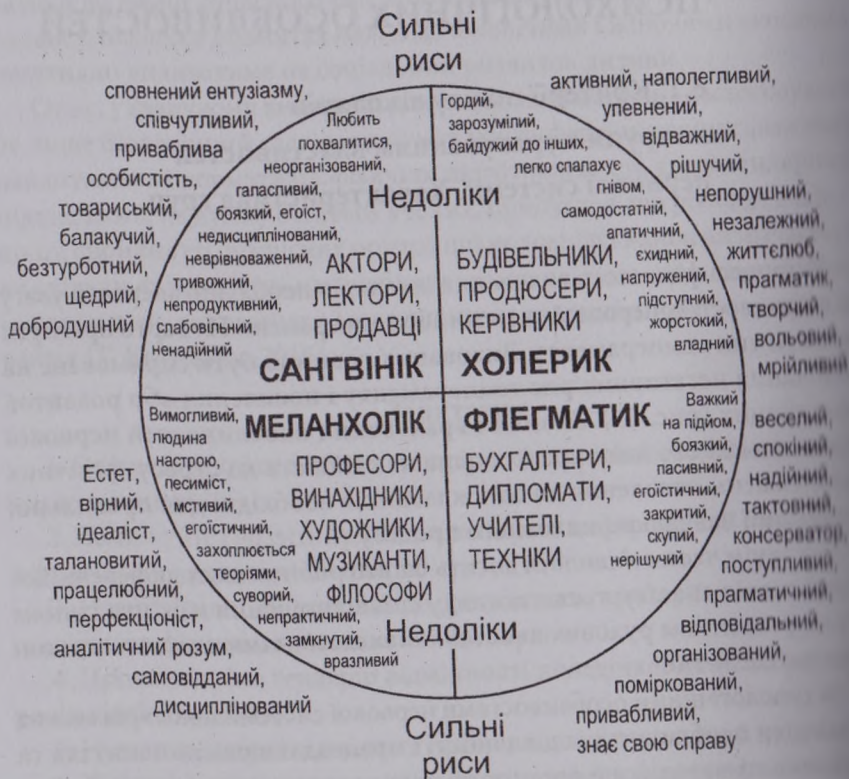 Сильні
риси
сповнений ентузіазму,
співчутливий,
приваблива
особистість,
товариський,
балакучий,
безтурботний,
щедрий,
добродушний
Любить
похвалитися,
неорганізований,
галасливий,
боязкий, егоїст,
недисциплінований,
неврівноважений,
тривожний,
непродуктивний,
слабовільний,
ненадійний
Недоліки
АКТОРИ,
ЛЕКТОРИ,
ПРОДАВЦІ
САНГВІНІК
Гордий,
зарозумілий,
байдужий до інших,
легко спалахує
гнівом,
самодостатній,
апатичний,
єхидний,
напружений,
підступний,
жорстокий,
владний
БУДІВЕЛЬНИКИ,
ПРОДЮСЕРИ,
КЕРІВНИКИ
ХОЛЕРИК
активний, наполегливий,
упевнений,
відважний,
рішучий,
непорушний,
незалежний,
життєлюб,
прагматик,
творчий,
вольовий,
мрійливий
Естет,
вірний,
ідеаліст,
талановитий,
працелюбний,
перфекціоніст,
аналітичний розум,
самовідданий,
дисциплінований
Вимогливий,
людина
настрою,
песиміст,
мстивий,
егоїстичний,
захоплюється
теоріями,
суворий,
непрактичний,
замкнутий,
вразливий
МЕЛАНХОЛІК
ПРОФЕСОРИ,
ВИНАХІДНИКИ,
ХУДОЖНИКИ,
МУЗИКАНТИ,
ФІЛОСОФИ
ФЛЕГМАТИК
БУХГАЛТЕРИ,
ДИПЛОМАТИ,
УЧИТЕЛІ,
ТЕХНІКИ
Важкий
на підйом,
боязкий,
пасивний,
егоїстичний,
закритий,
скупий,
нерішучий
Недоліки
веселий,
спокіний,
надійний,
тактовний,
консерватор,
поступливий,
прагматичний,
відповідальний,
організований,
поміркований,
привабливий,
знає свою справу
Сильні
риси